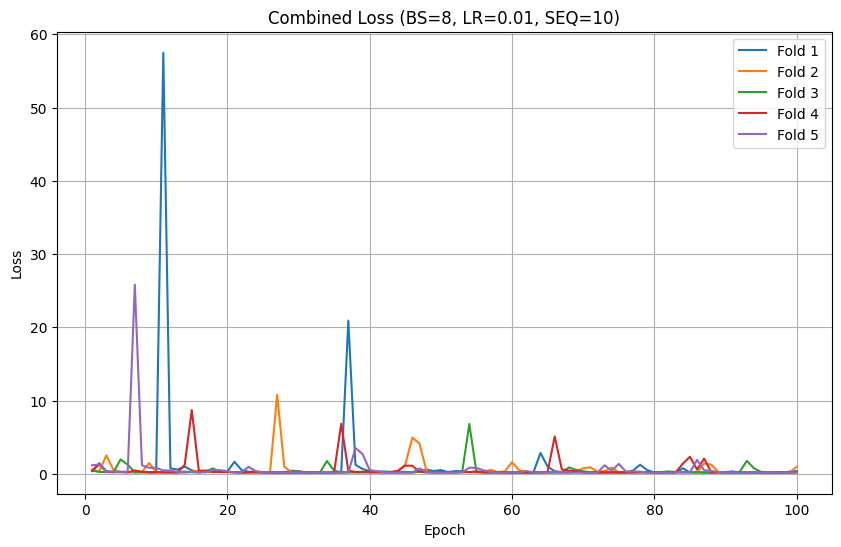 Combined Loss (BS=8, LR=0.01, SEQ=10)
Loss
60
50
40
30
20
10
0
Fold 1
Fold 2
Fold 3
Fold 4
Fold 5
0 20 40 60 80 100
Epoch